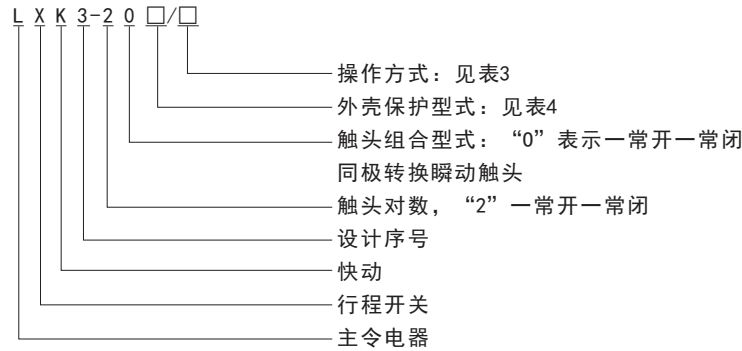 L X K 3-2 0 □/□
操作方式：见表3
外壳保护型式：见表4
触头组合型式：“0”表示一常开一常闭
同极转换瞬动触头
触头对数，“2”一常开一常闭
设计序号
快动
行程开关
主令电器